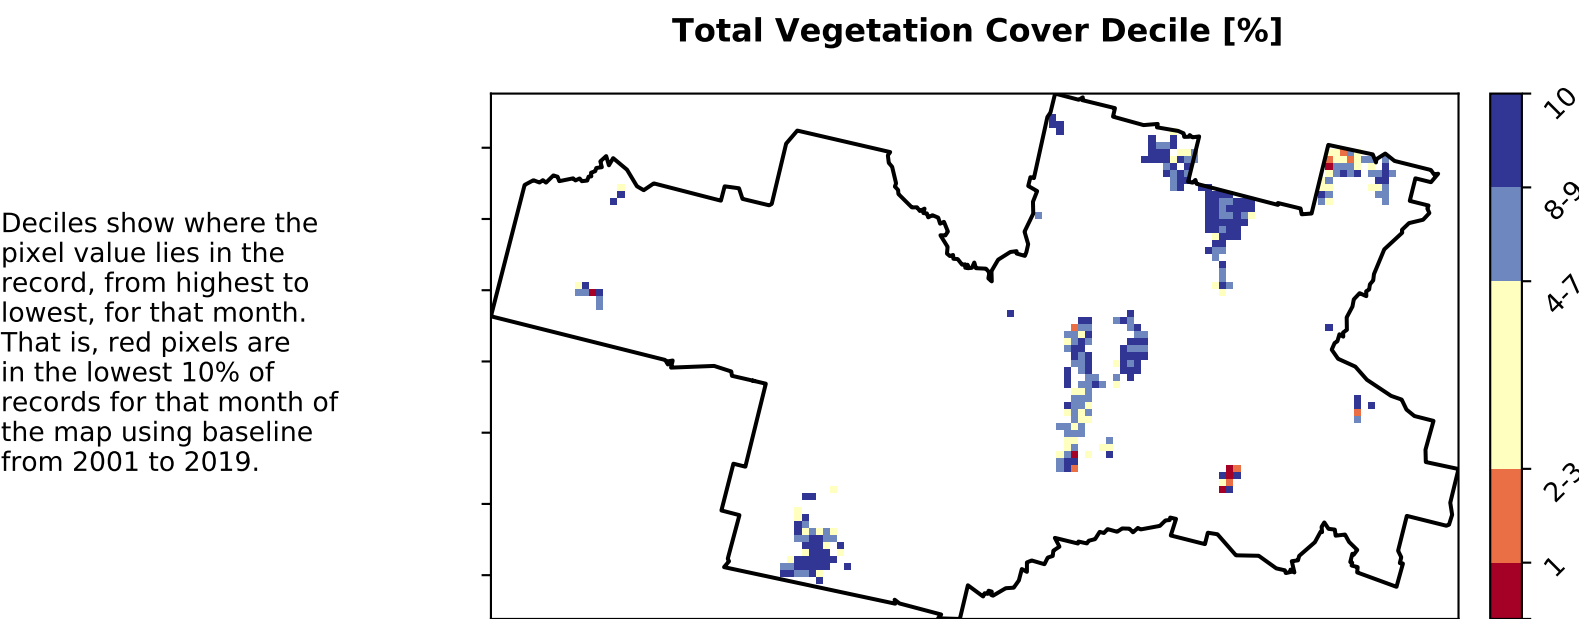 Total Vegetation Cover Decile [%]
Deciles show where the
pixel value lies in the
record, from highest to
lowest, for that month.
That is, red pixels are
in the lowest 10% of
records for that month of
the map using baseline
from 2001 to 2019.
10
8-9
4-7
2-3
1